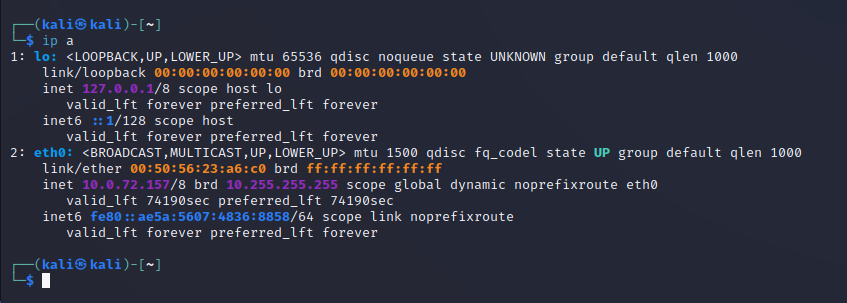 ┌──(kali㉿kali)-[~]
└─$ ip a
1: lo: <LOOPBACK,UP,LOWER_UP> mtu 65536 qdisc noqueue state UNKNOWN group default qlen 1000
    link/loopback 00:00:00:00:00:00 brd 00:00:00:00:00:00
    inet 127.0.0.1/8 scope host lo
       valid_lft forever preferred_lft forever
    inet6 ::1/128 scope host
       valid_lft forever preferred_lft forever
2: eth0: <BROADCAST,MULTICAST,UP,LOWER_UP> mtu 1500 qdisc fq_codel state UP group default qlen 1000
    link/ether 00:50:56:23:a6:c0 brd ff:ff:ff:ff:ff:ff
    inet 10.0.72.157/8 brd 10.255.255.255 scope global dynamic noprefixroute eth0
       valid_lft 74190sec preferred_lft 74190sec
    inet6 fe80::ae5a:5607:4836:8858/64 scope link noprefixroute
       valid_lft forever preferred_lft forever
┌──(kali㉿kali)-[~]
└─$